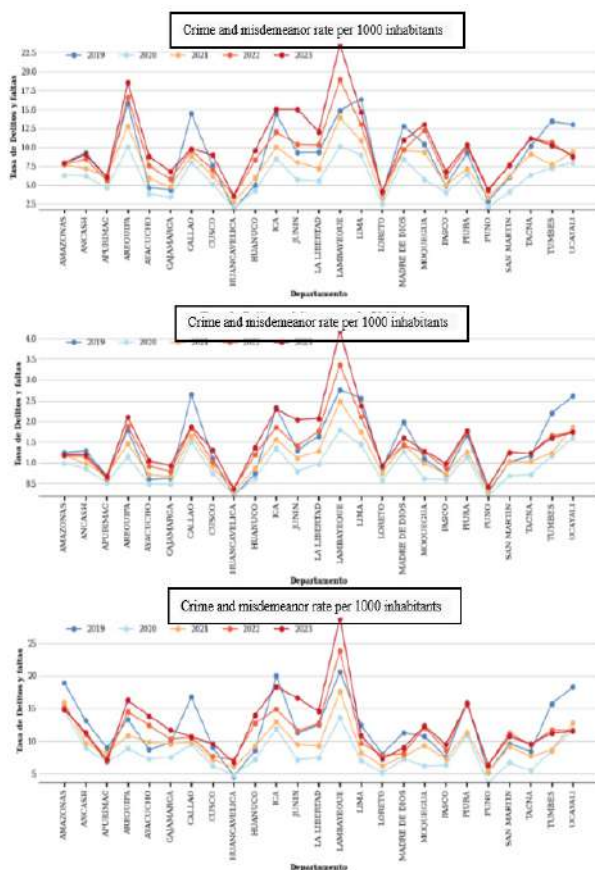 Crime and misdemeanor rate per 1000 inhabitants
2019 2020 2021 2022 2023
Tasa de Delitos y faltas
22.5
20.0
17.5
15.0
12.5
10.0
7.5
5.0
2.5
AMAZONAS ANCASH APURIMAC AREQUIPA AYACUCHO CAJAMARCA CALLAO CUSCO HUANCAVELICA HUANUCO ICA JUNIN LA LIBERTAD LAMBAYEQUE LIMA LORETO MADRE DE DIOS MOQUEGUA PASCO PIURA PUNO SAN MARTIN TACNA TUMBES UCAYALI
Departamento
Crime and misdemeanor rate per 1000 inhabitants
2019 2020 2021 2022 2023
Tasa de Delitos y faltas
4.0
3.5
3.0
2.5
2.0
1.5
1.0
0.5
AMAZONAS ANCASH APURIMAC AREQUIPA AYACUCHO CAJAMARCA CALLAO CUSCO HUANCAVELICA HUANUCO ICA JUNIN LA LIBERTAD LAMBAYEQUE LIMA LORETO MADRE DE DIOS MOQUEGUA PASCO PIURA PUNO SAN MARTIN TACNA TUMBES UCAYALI
Departamento
Crime and misdemeanor rate per 1000 inhabitants
2019 2020 2021 2022 2023
Tasa de Delitos y faltas
25
20
15
10
5
AMAZONAS ANCASH APURIMAC AREQUIPA AYACUCHO CAJAMARCA CALLAO CUSCO HUANCAVELICA HUANUCO ICA JUNIN LA LIBERTAD LAMBAYEQUE LIMA LORETO MADRE DE DIOS MOQUEGUA PASCO PIURA PUNO SAN MARTIN TACNA TUMBES UCAYALI
Departamento